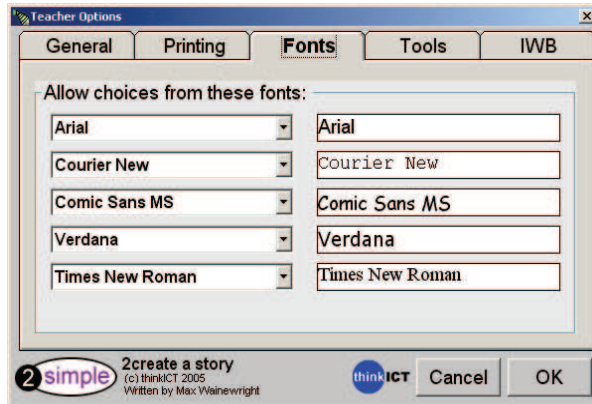 Teacher Options
General Printing Fonts Tools IWB
Allow choices from these fonts:
Arial Arial
Courier New Courier New
Comic Sans MS Comic Sans MS
Verdana Verdana
Times New Roman Times New Roman
2simple
2create a story
(c) thinkICT 2005
Written by Max Wainewright
thinkICT
Cancel OK